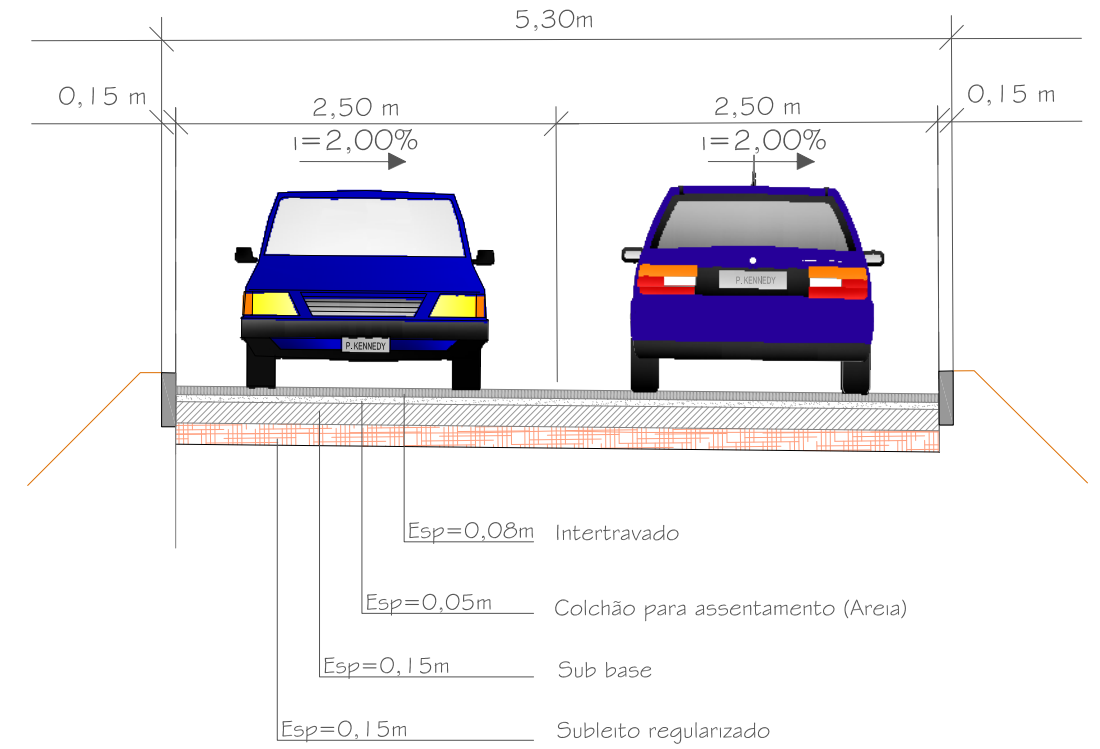 5,30m
0,15 m
2,50 m
2,50 m
0,15 m
i=2,00%
i=2,00%
P.KENNEDY
P.KENNEDY
Esp=0,08m Intertravado
Esp=0,05m Colchão para assentamento (Areia)
Esp=0,15m Sub base
Esp=0,15m Subleito regularizado